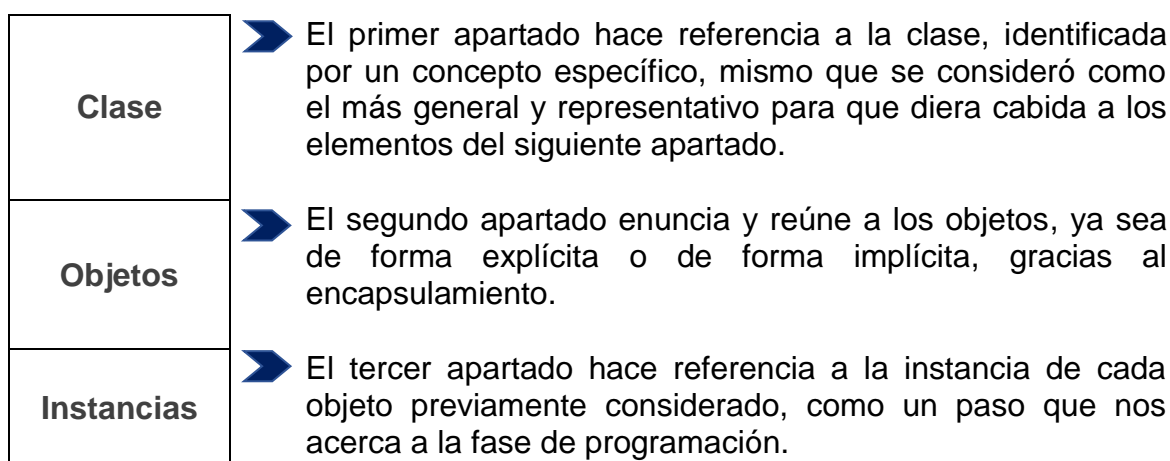 Clase
El primer apartado hace referencia a la clase, identificada
por un concepto específico, mismo que se consideró como
el más general y representativo para que diera cabida a los
elementos del siguiente apartado.
Objetos
El segundo apartado enuncia y reúne a los objetos, ya sea
de forma explícita o de forma implícita, gracias al
encapsulamiento.
Instancias
El tercer apartado hace referencia a la instancia de cada
objeto previamente considerado, como un paso que nos
acerca a la fase de programación.